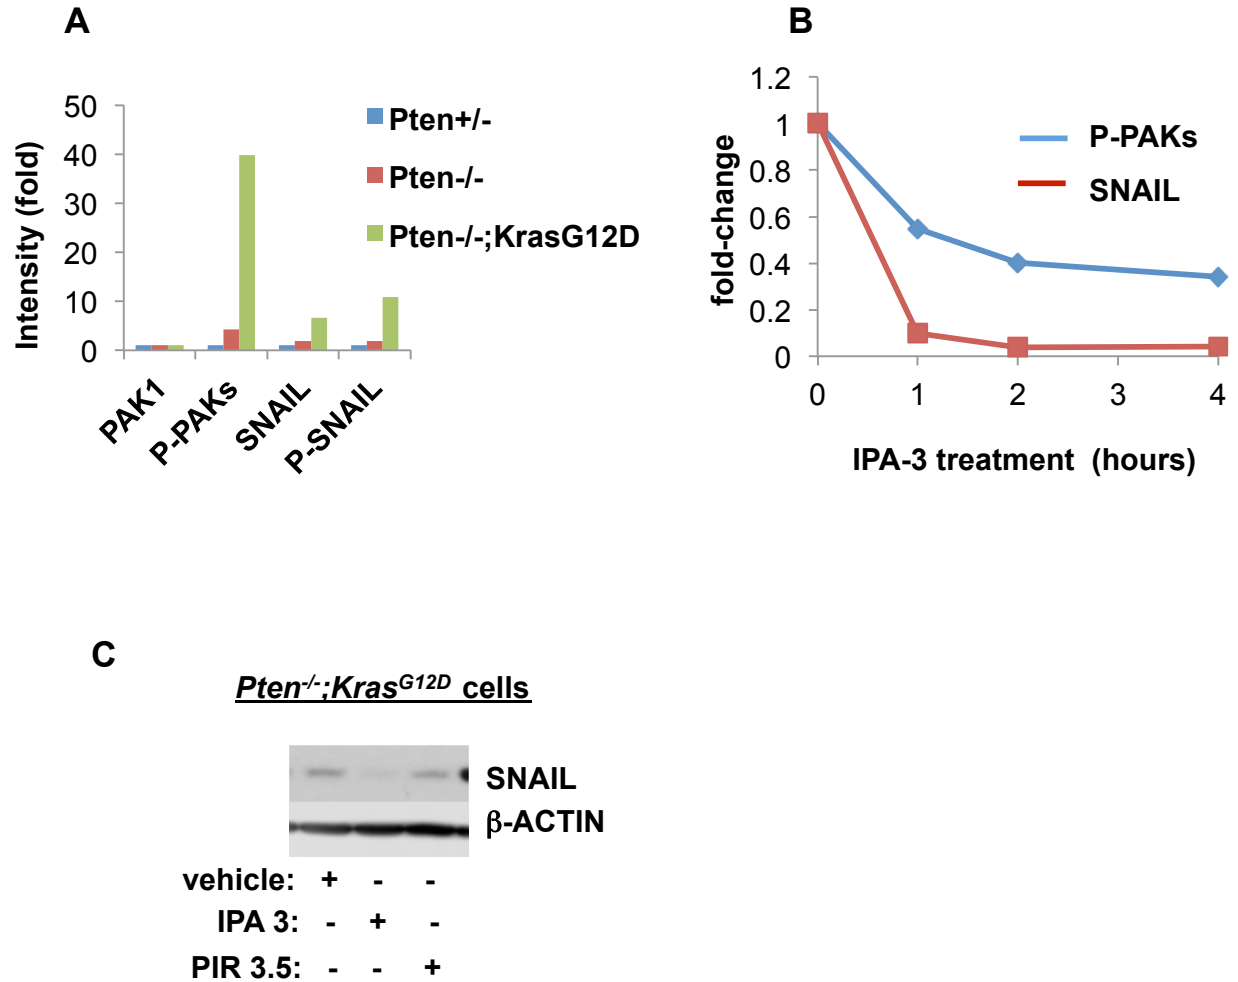 A
Intensity (fold)
50
40
30
20
10
0
PAK1
P-PAKs
SNAIL
P-SNAIL
Pten+/-
Pten-/-
Pten-/-;KrasG12D
B
fold-change
1.2
1
0.8
0.6
0.4
0.2
0
0 1 2 3 4
IPA-3 treatment (hours)
P-PAKs
SNAIL
C
Pten-/-;KrasG12D cells
SNAIL
β-ACTIN
vehicle: + - -
IPA 3: - + -
PIR 3.5: - - +